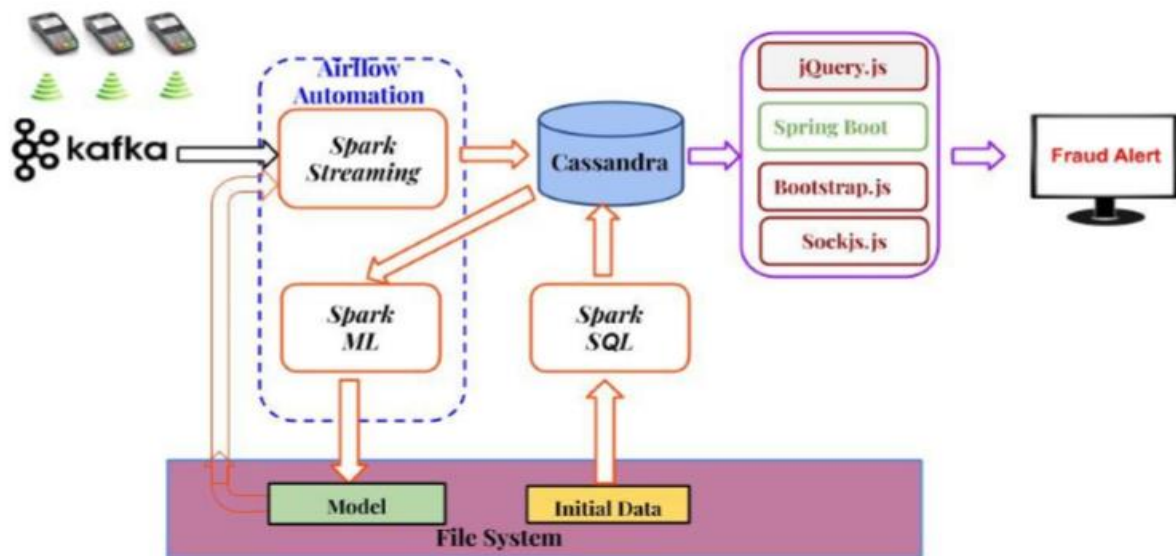 Airflow
Automation
kafka
Spark
Streaming
Cassandra
jQuery.js
Spring Boot
Bootstrap.js
Sockjs.js
Fraud Alert
Spark
ML
Spark
SQL
Model
Initial Data
File System